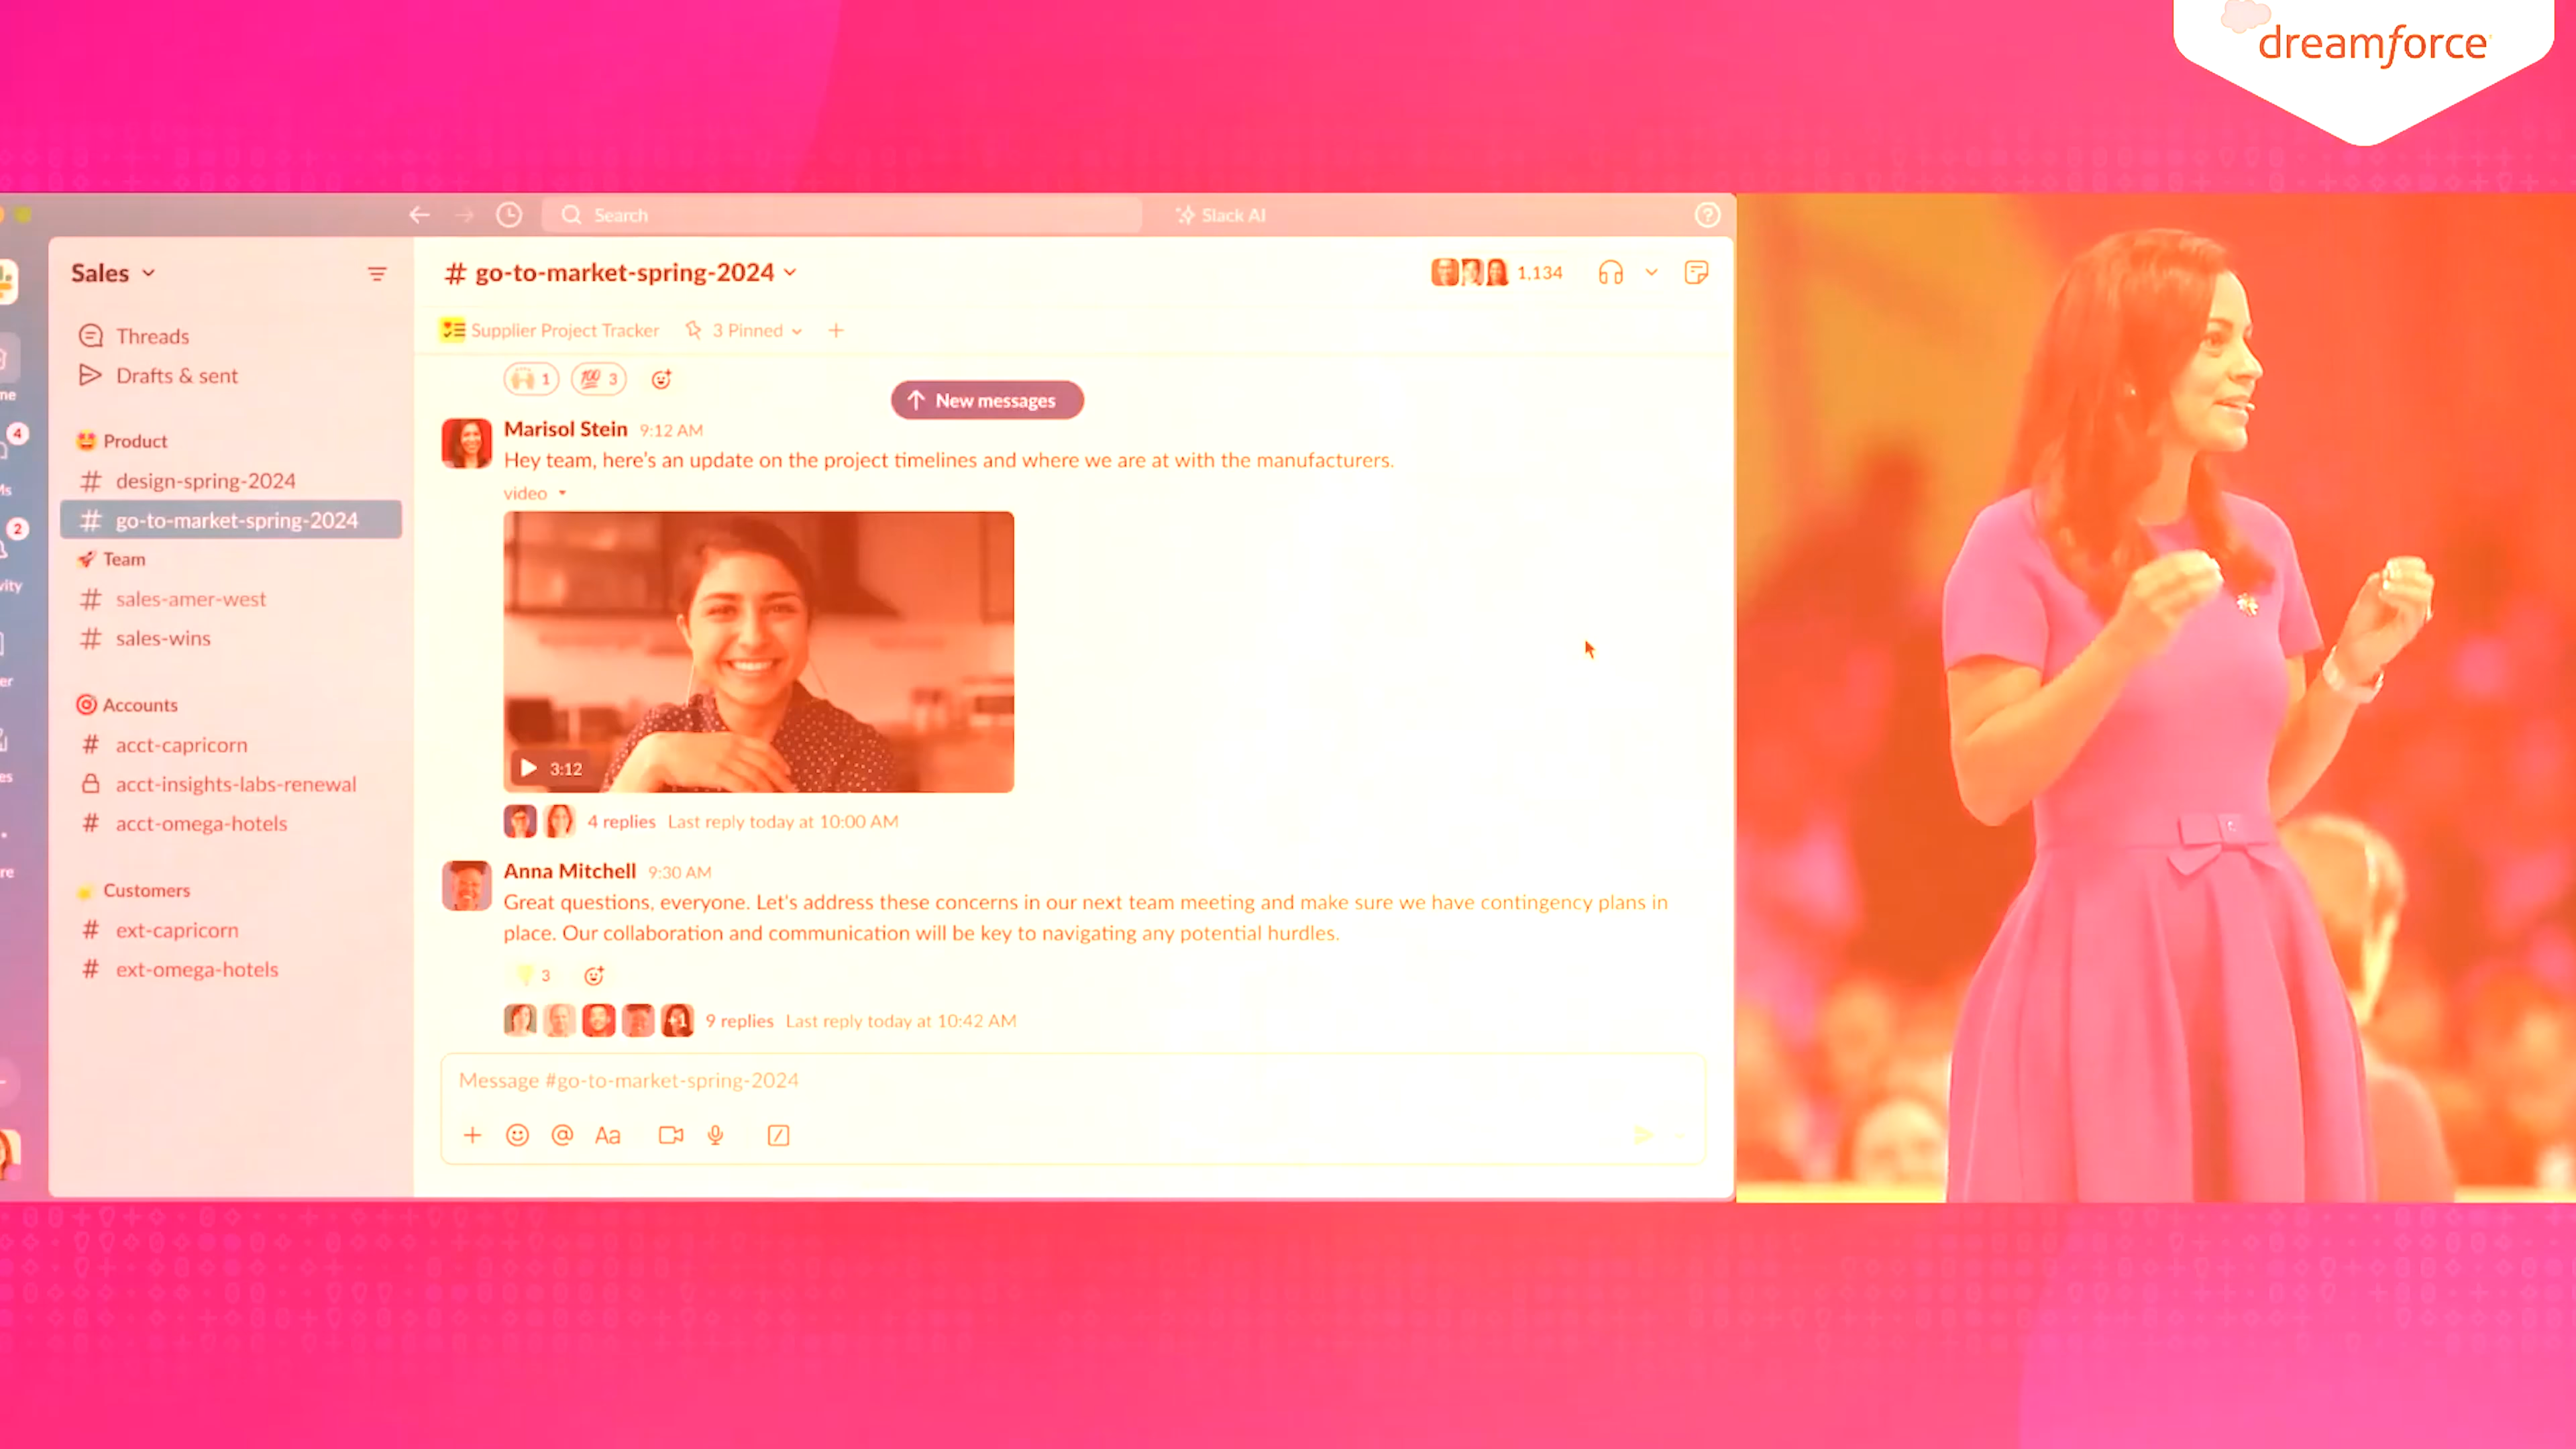 dreamforce
Search
Slack AI
Sales
# go-to-market-spring-2024
1,134
Threads
Drafts & sent
Product
# design-spring-2024
# go-to-market-spring-2024
Team
# sales-amer-west
# sales-wins
Accounts
# acct-capricorn
acct-insights-labs-renewal
# acct-omega-hotels
Customers
# ext-capricorn
# ext-omega-hotels
4
2
Supplier Project Tracker 3 Pinned +
1 100 3
New messages
Marisol Stein 9:12 AM
Hey team, here's an update on the project timelines and where we are at with the manufacturers.
video
3:12
4 replies Last reply today at 10:00 AM
Anna Mitchell 9:30 AM
Great questions, everyone. Let's address these concerns in our next team meeting and make sure we have contingency plans in
place. Our collaboration and communication will be key to navigating any potential hurdles.
3
+1 9 replies Last reply today at 10:42 AM
Message #go-to-market-spring-2024
+ @ Aa